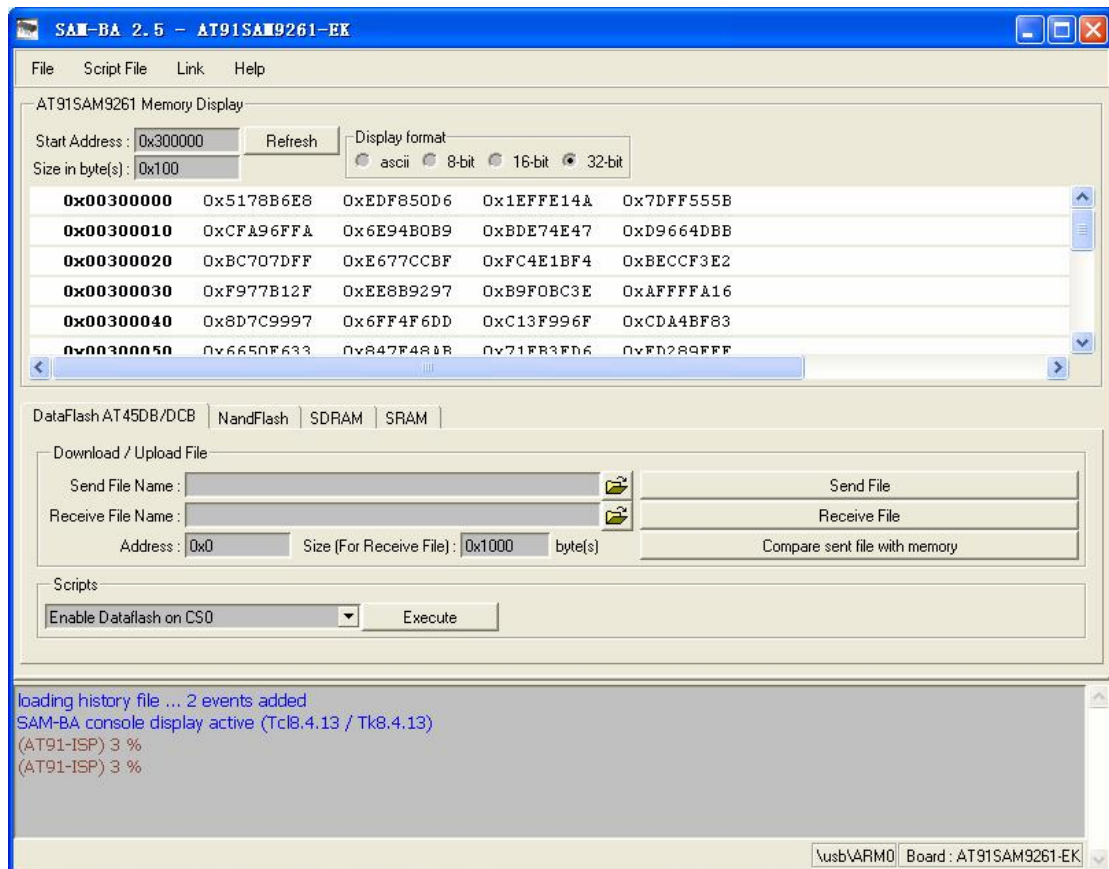 SAM-BA 2.5 - AT91SAM9261-EK
File Script File Link Help
AT91SAM9261 Memory Display
Start Address : 0x300000 Refresh
Size in byte(s) : 0x100
Display format
ascii 8-bit 16-bit 32-bit
0x00300000 0x5178B6E8 0xEDF850D6 0x1EFFE14A 0x7DFF555B
0x00300010 0xCFA96FFA 0x6E94B0B9 0xBDE74E47 0xD9664DBB
0x00300020 0xBC707DFF 0xE677CCBF 0xFC4E1BF4 0xBECCF3E2
0x00300030 0xF977B12F 0xEE8B9297 0xB9F0BC3E 0xAFFFFA16
0x00300040 0x8D7C9997 0x6FF4F6DD 0xC13F996F 0xCDA4BF83
0x00300050
DataFlash AT45DB/DCB NandFlash SDRAM SRAM
Download / Upload File
Send File Name : Send File
Receive File Name : Receive File
Address : 0x0 Size (For Receive File) : 0x1000 byte(s) Compare sent file with memory
Scripts
Enable Dataflash on CS0 Execute
loading history file ... 2 events added
SAM-BA console display active (Tcl8.4.13 / Tk8.4.13)
(AT91-ISP) 3 %
(AT91-ISP) 3 %
\usb\ARM0 Board : AT91SAM9261-EK